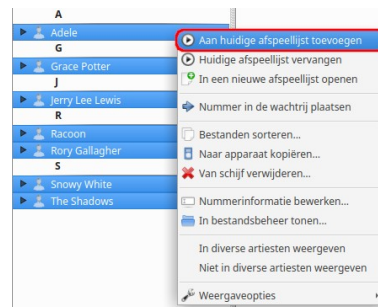 A
Adele
G
Grace Potter
J
Jerry Lee Lewis
R
Racoon
Rory Gallagher
S
Snowy White
The Shadows
Aan huidige afspeellijst toevoegen
Huidige afspeellijst vervangen
In een nieuwe afspeellijst openen
Nummer in de wachtrij plaatsen
Bestanden sorteren...
Naar apparaat kopiëren...
Van schijf verwijderen...
Nummerinformatie bewerken...
In bestandsbeheer tonen...
In diverse artiesten weergeven
Niet in diverse artiesten weergeven
Weergaveopties